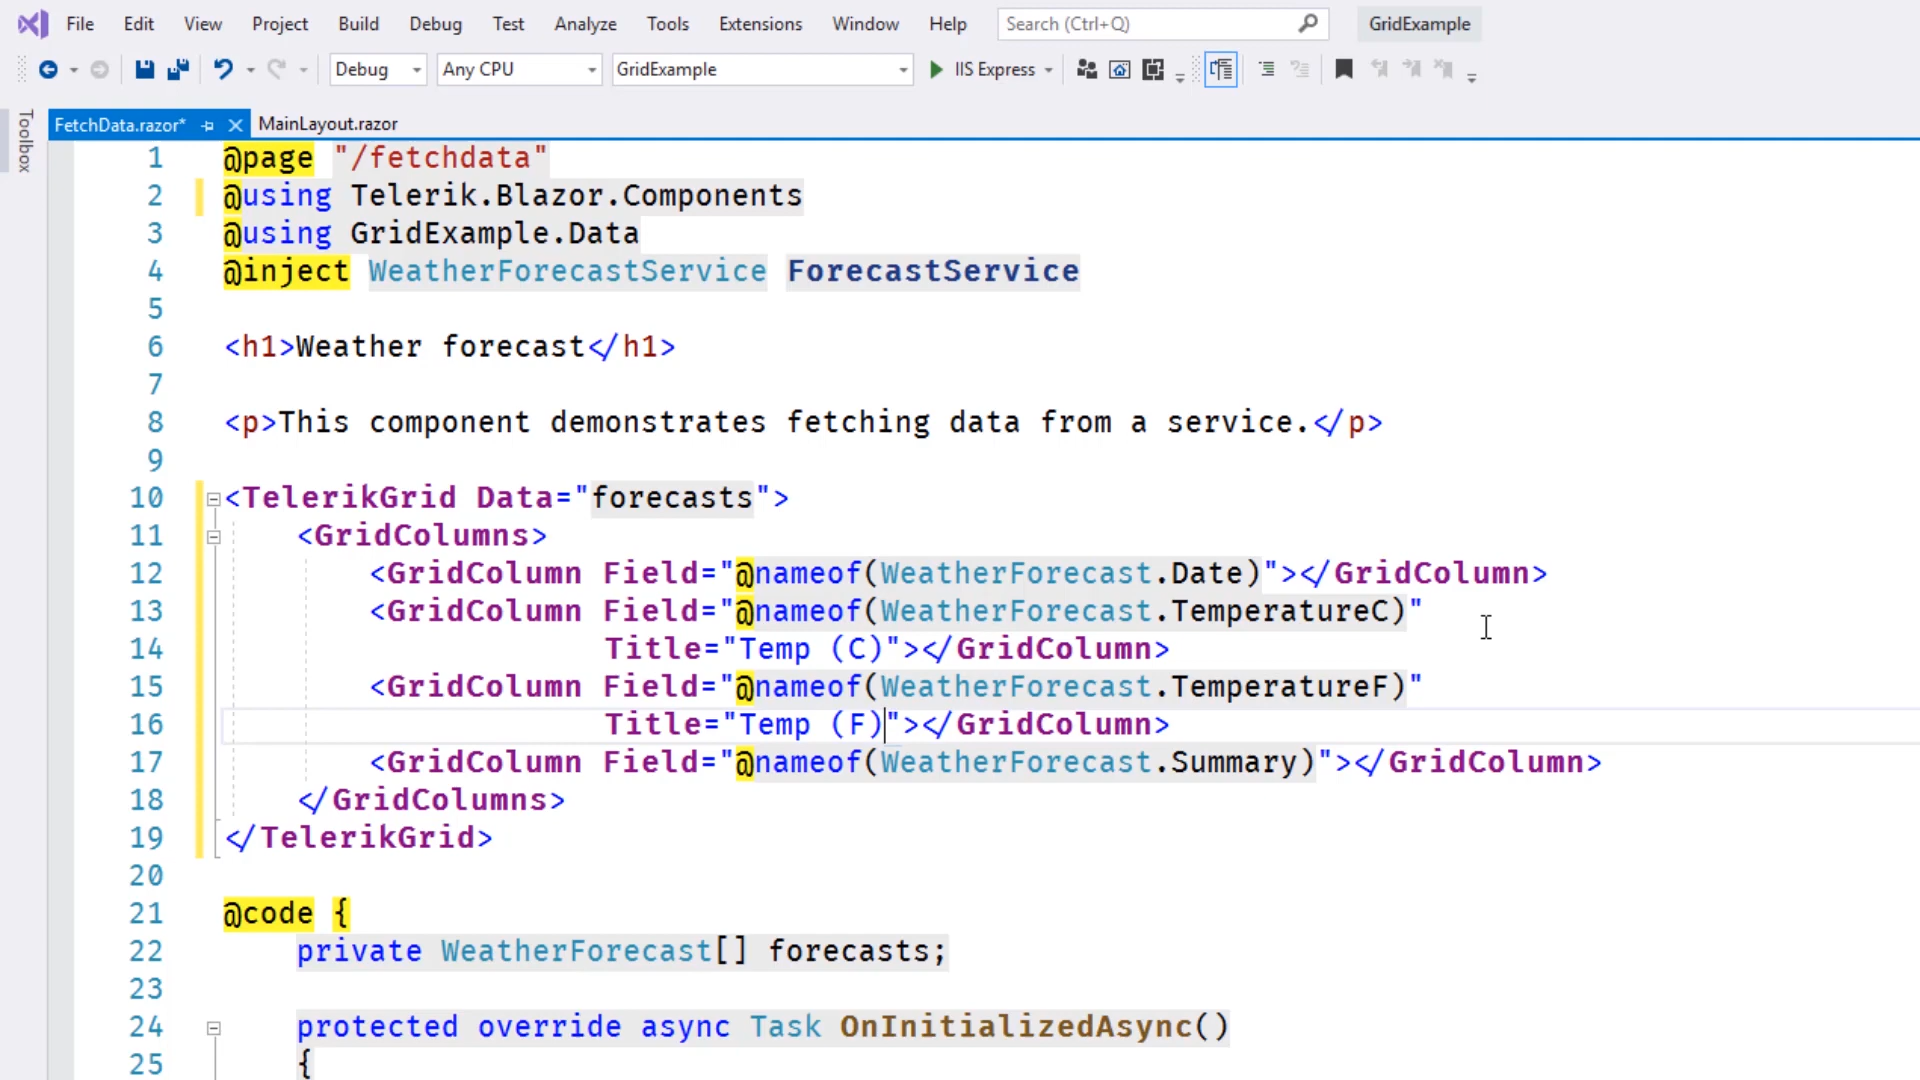 File Edit View Project Build Debug Test Analyze Tools Extensions Window Help Search (Ctrl+Q) GridExample
Debug Any CPU GridExample IIS Express
Toolbox
FetchData.razor* MainLayout.razor
1 @page "/fetchdata"
2 @using Telerik.Blazor.Components
3 @using GridExample.Data
4 @inject WeatherForecastService ForecastService
5
6 <h1>Weather forecast</h1>
7
8 <p>This component demonstrates fetching data from a service.</p>
9
10 <TelerikGrid Data="forecasts">
11 <GridColumns>
12 <GridColumn Field="@nameof(WeatherForecast.Date)"></GridColumn>
13 <GridColumn Field="@nameof(WeatherForecast.TemperatureC)"
14 Title="Temp (C)"></GridColumn>
15 <GridColumn Field="@nameof(WeatherForecast.TemperatureF)"
16 Title="Temp (F)"></GridColumn>
17 <GridColumn Field="@nameof(WeatherForecast.Summary)"></GridColumn>
18 </GridColumns>
19 </TelerikGrid>
20
21 @code {
22 private WeatherForecast[] forecasts;
23
24 protected override async Task OnInitializedAsync()
25 {